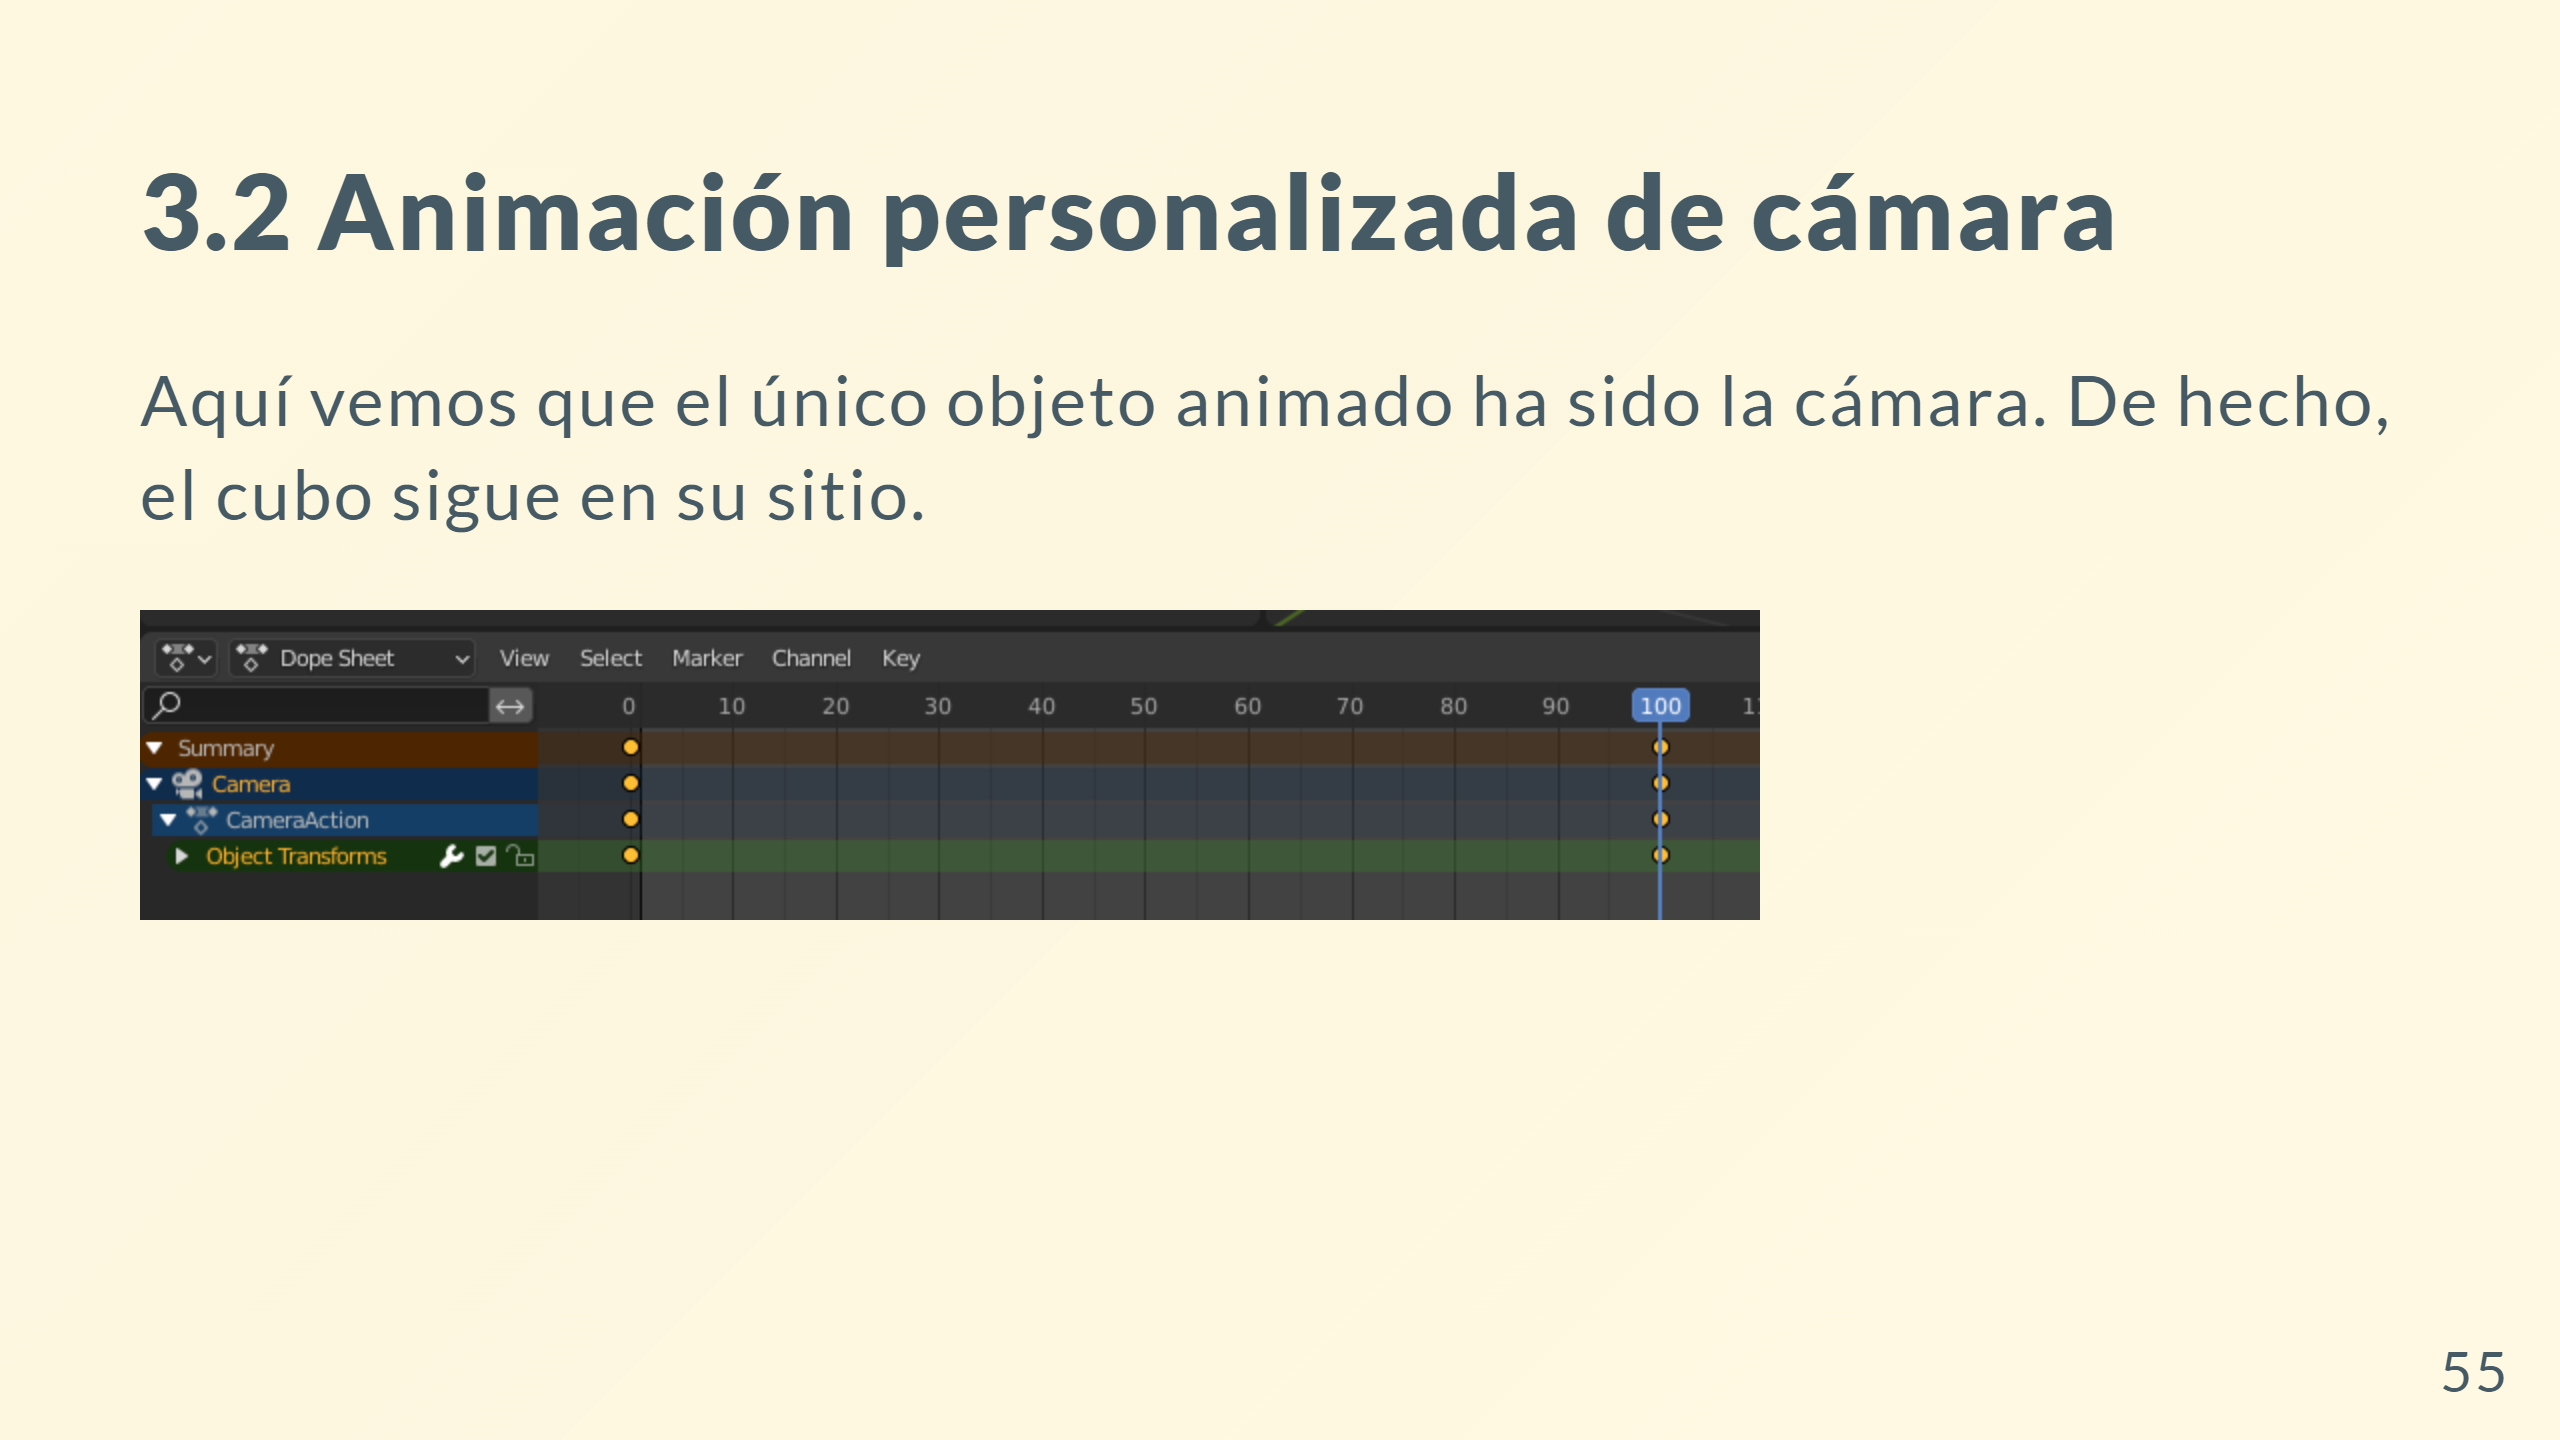 3.2 Animación personalizada de cámara
Aquí vemos que el único objeto animado ha sido la cámara. De hecho,
el cubo sigue en su sitio.
Dope Sheet View Select Marker Channel Key
0 10 20 30 40 50 60 70 80 90 100
Summary
Camera
CameraAction
Object Transforms
55